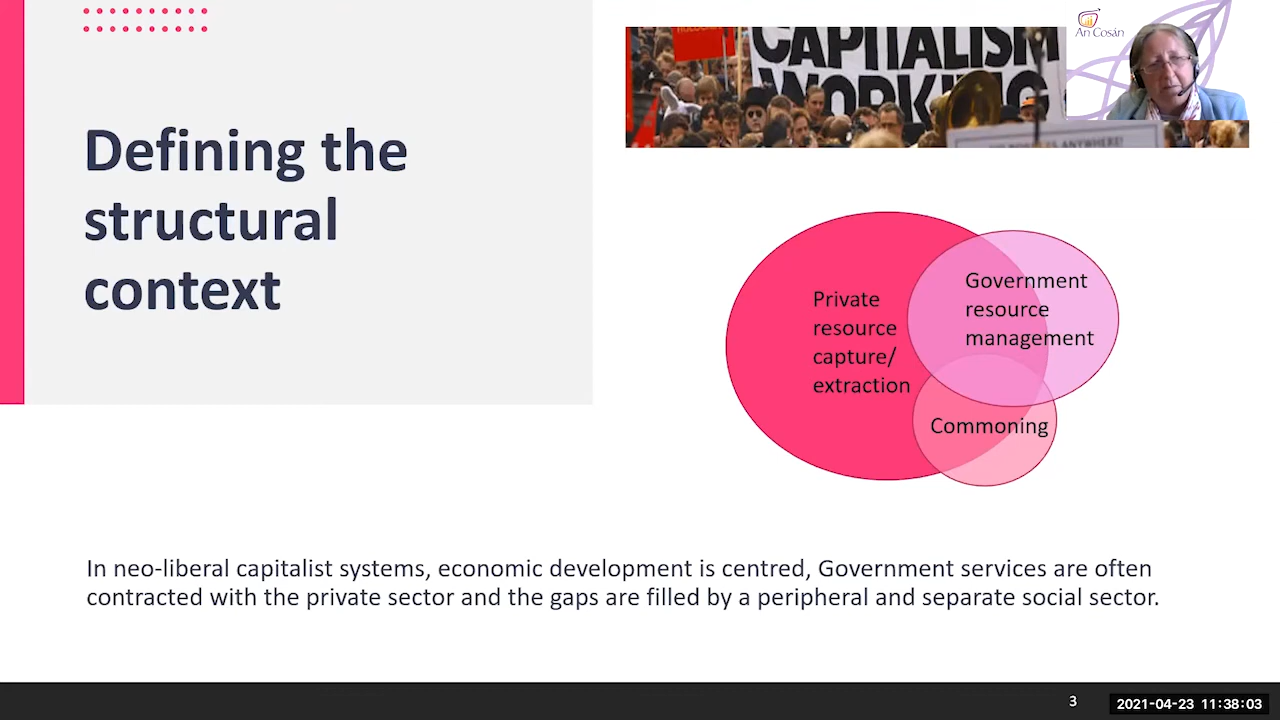 Defining the
structural
context
CAPITALISM
WORKING
An Cosán
Private
resource
capture/
extraction
Government
resource
management
Commoning
In neo-liberal capitalist systems, economic development is centred, Government services are often
contracted with the private sector and the gaps are filled by a peripheral and separate social sector.
3
2021-04-23 11:38:03